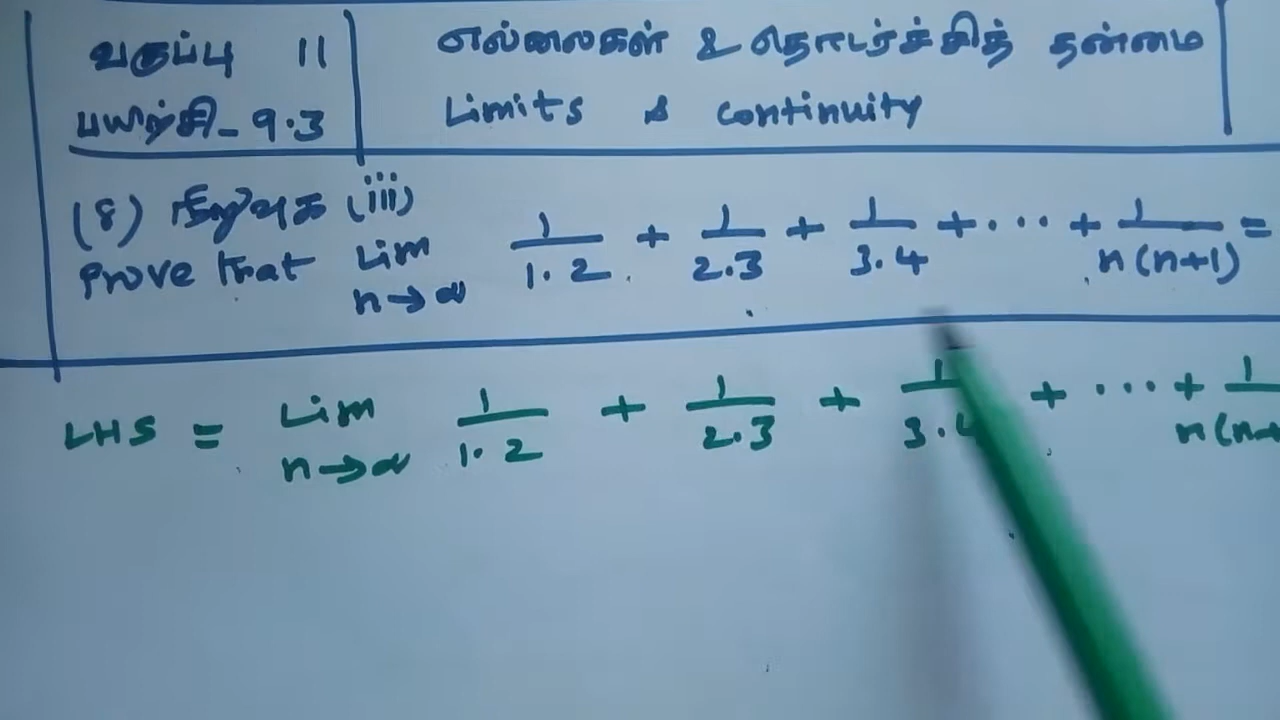 வகுப்பு 11
பயிற்சி - 9.3
எல்லைகள் & தொடர்ச்சித் தன்மை
Limits & continuity
(8) நிறுவுக (iii)
Prove that Lim n→∞ 1/1.2 + 1/2.3 + 1/3.4 + ... + 1/n(n+1) =
LHS = Lim n→∞ 1/1.2 + 1/2.3 + 1/3.4 + ... + 1/n(n+